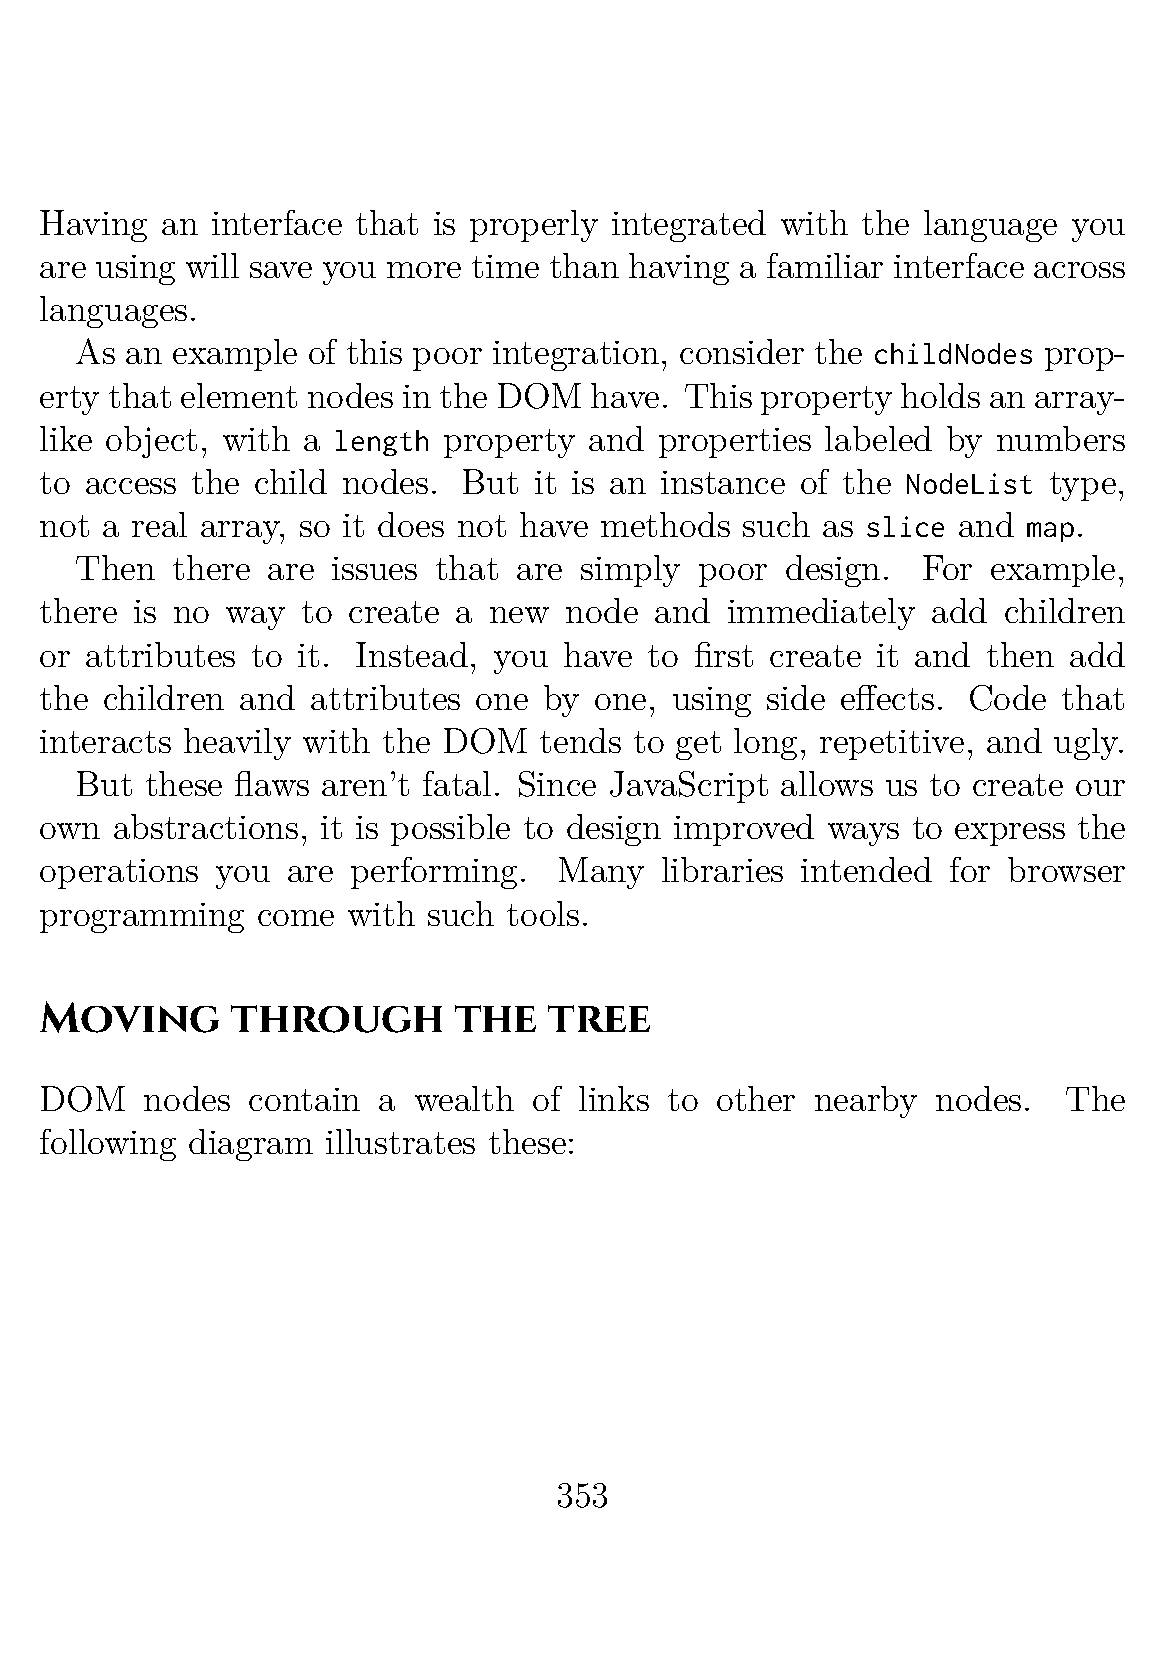 Having an interface that is properly integrated with the language you
are using will save you more time than having a familiar interface across
languages.
As an example of this poor integration, consider the childNodes prop-
erty that element nodes in the DOM have. This property holds an array-
like object, with a length property and properties labeled by numbers
to access the child nodes. But it is an instance of the NodeList type,
not a real array, so it does not have methods such as slice and map.
Then there are issues that are simply poor design. For example,
there is no way to create a new node and immediately add children
or attributes to it. Instead, you have to first create it and then add
the children and attributes one by one, using side effects. Code that
interacts heavily with the DOM tends to get long, repetitive, and ugly.
But these flaws aren't fatal. Since JavaScript allows us to create our
own abstractions, it is possible to design improved ways to express the
operations you are performing. Many libraries intended for browser
programming come with such tools.
Moving through the tree
DOM nodes contain a wealth of links to other nearby nodes. The
following diagram illustrates these:
353